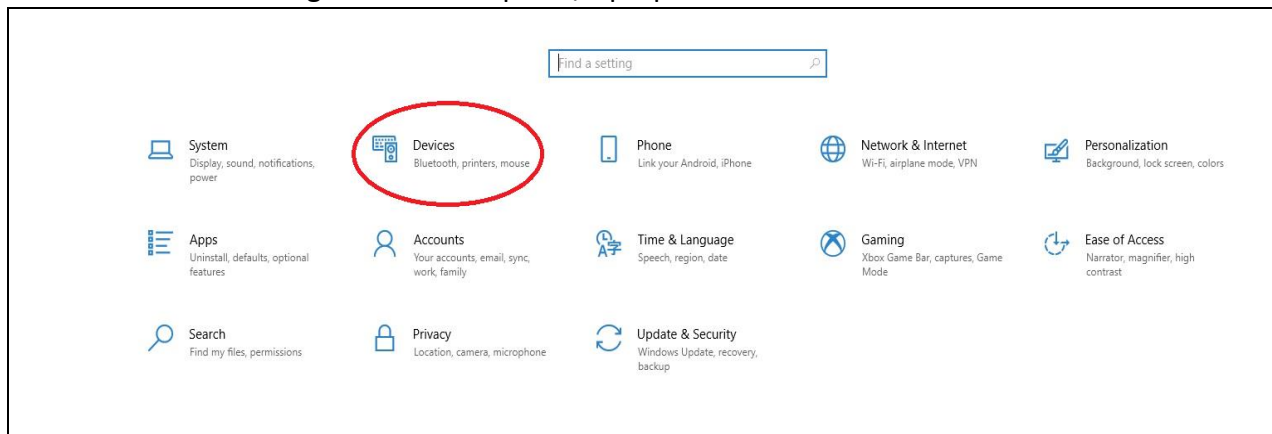 Find a setting
System
Display, sound, notifications,
power
Devices
Bluetooth, printers, mouse
Phone
Link your Android, iPhone
Network & Internet
Wi-Fi, airplane mode, VPN
Personalization
Background, lock screen, colors
Apps
Uninstall, defaults, optional
features
Accounts
Your accounts, email, sync,
work, family
Time & Language
Speech, region, date
Gaming
Xbox Game Bar, captures, Game
Mode
Ease of Access
Narrator, magnifier, high
contrast
Search
Find my files, permissions
Privacy
Location, camera, microphone
Update & Security
Windows Update, recovery,
backup